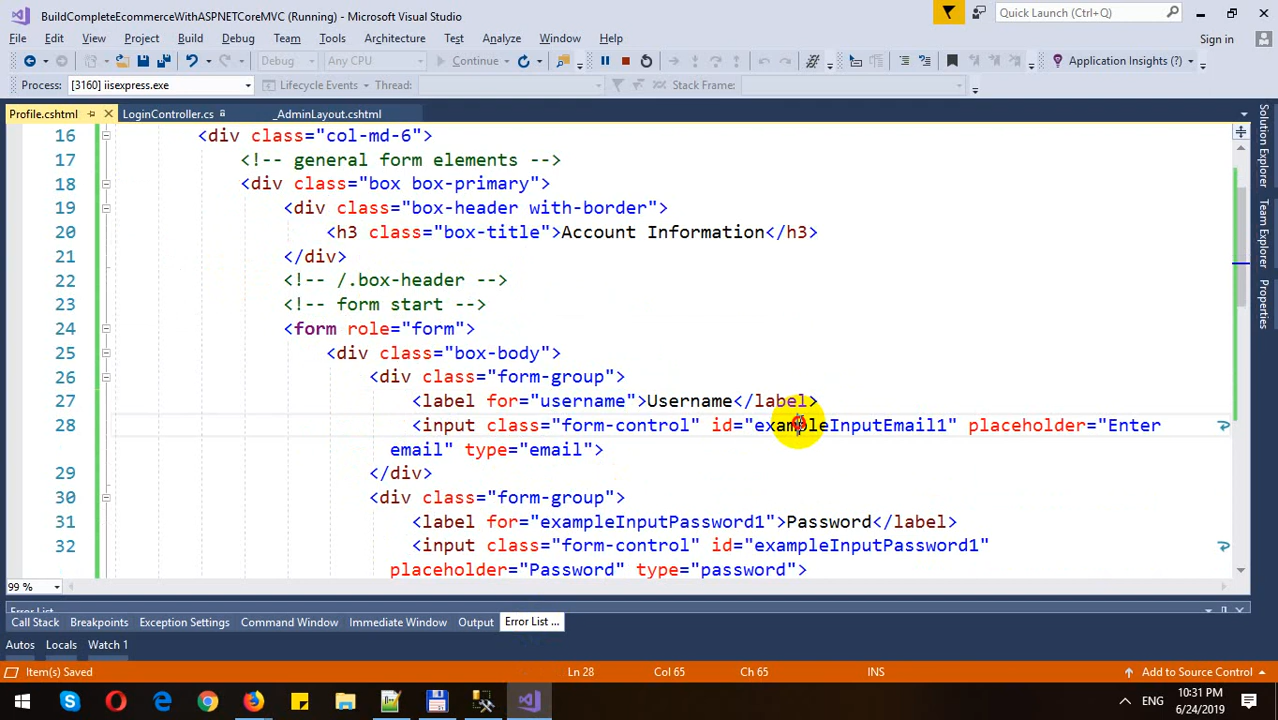 BuildCompleteEcommerceWithASPNETCoreMVC (Running) - Microsoft Visual Studio
Quick Launch (Ctrl+Q)
File Edit View Project Build Debug Team Tools Architecture Test Analyze Window Help
Sign in
Debug Any CPU Continue Application Insights (?)
Process: [3160] iisexpress.exe Lifecycle Events Thread: Stack Frame:
Profile.cshtml LoginController.cs _AdminLayout.cshtml
16 <div class="col-md-6">
17 <!-- general form elements -->
18 <div class="box box-primary">
19 <div class="box-header with-border">
20 <h3 class="box-title">Account Information</h3>
21 </div>
22 <!-- /.box-header -->
23 <!-- form start -->
24 <form role="form">
25 <div class="box-body">
26 <div class="form-group">
27 <label for="username">Username</label>
28 <input class="form-control" id="exampleInputEmail1" placeholder="Enter
email" type="email">
29 </div>
30 <div class="form-group">
31 <label for="exampleInputPassword1">Password</label>
32 <input class="form-control" id="exampleInputPassword1"
placeholder="Password" type="password">
Solution Explorer
Team Explorer
Properties
99 %
Error List
Call Stack Breakpoints Exception Settings Command Window Immediate Window Output Error List ...
Autos Locals Watch 1
Item(s) Saved Ln 28 Col 65 Ch 65 INS Add to Source Control
ENG
10:31 PM
6/24/2019